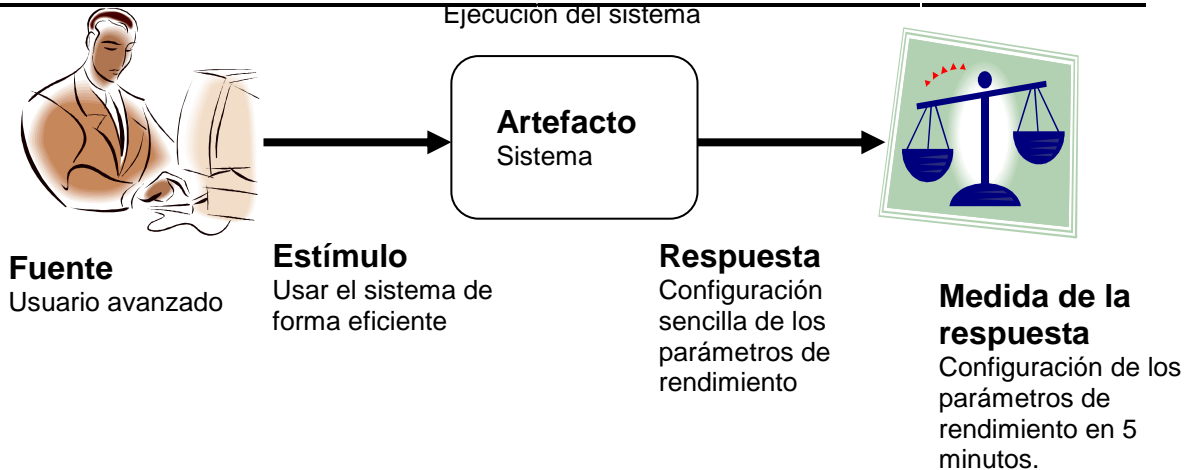 Ejecución del sistema
Artefacto
Sistema
Fuente
Usuario avanzado
Estímulo
Usar el sistema de
forma eficiente
Respuesta
Configuración
sencilla de los
parámetros de
rendimiento
Medida de la
respuesta
Configuración de los
parámetros de
rendimiento en 5
minutos.